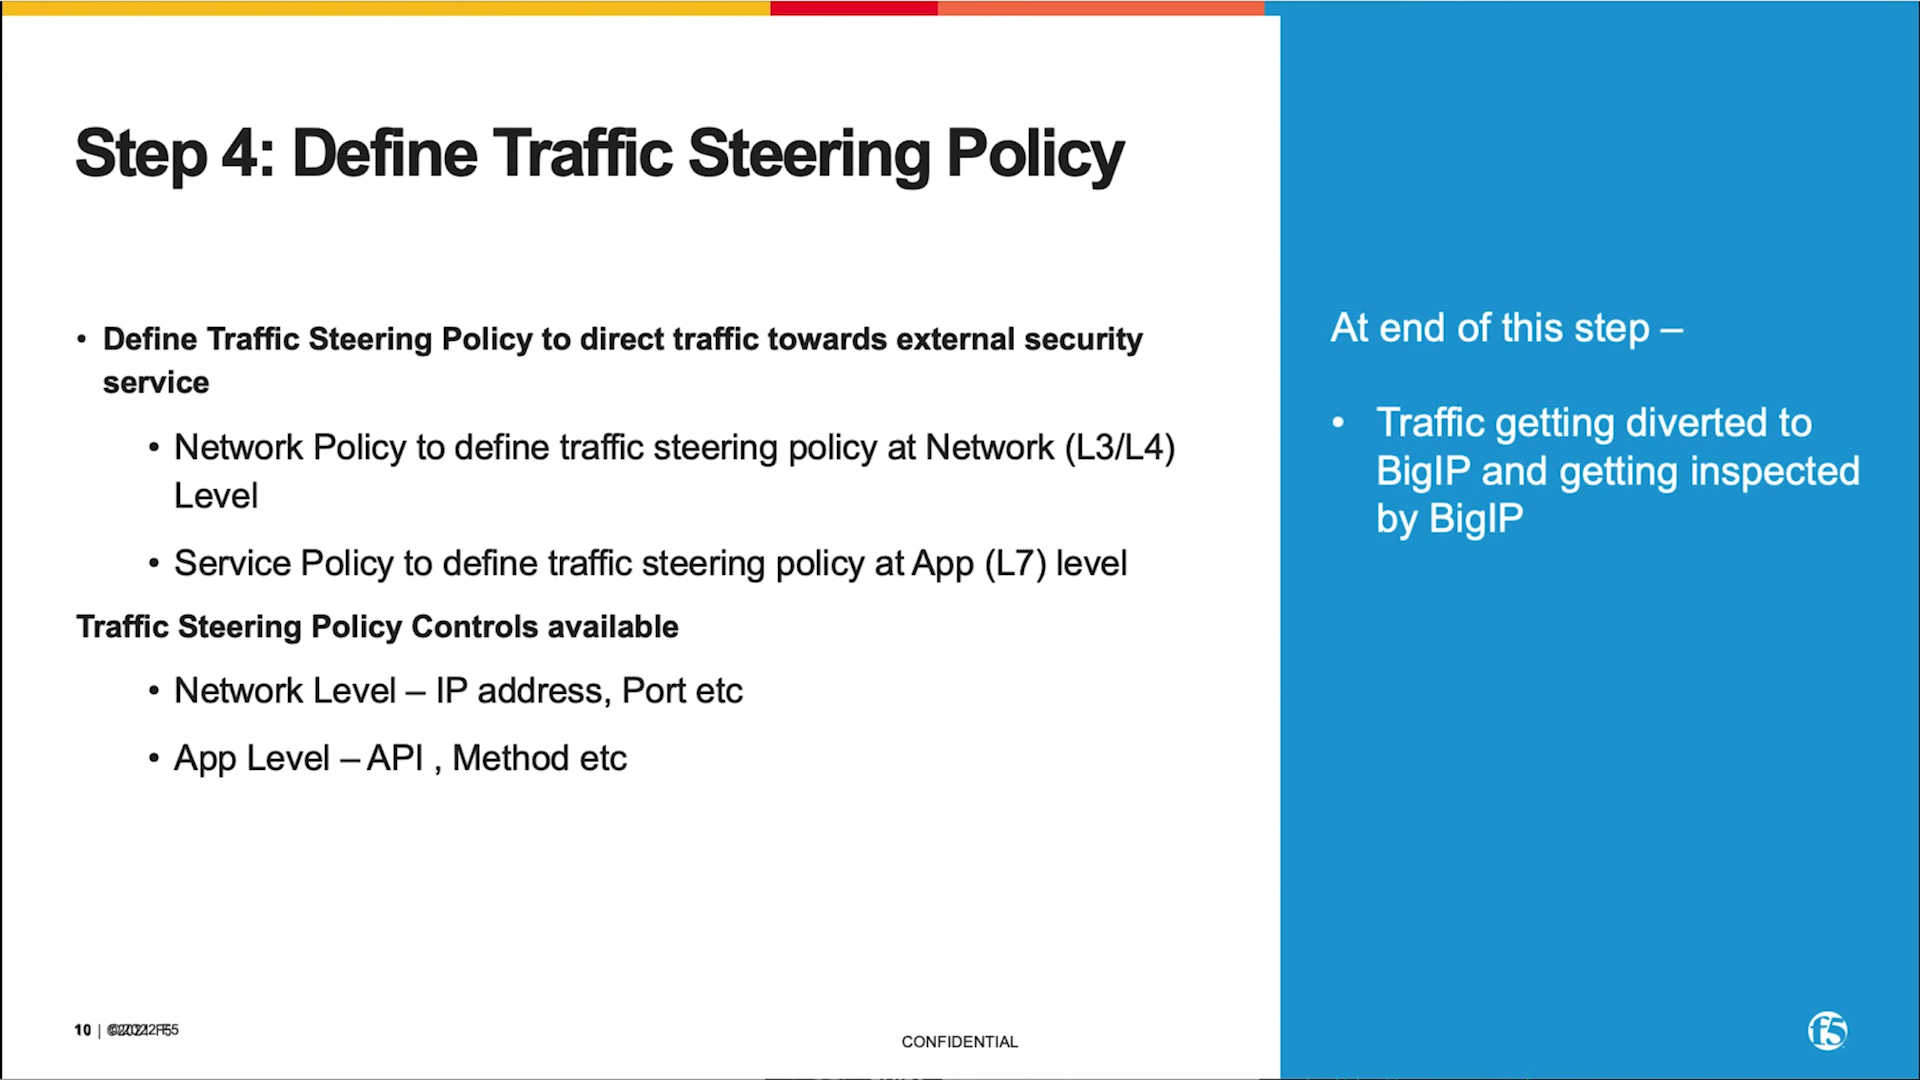 Step 4: Define Traffic Steering Policy
• Define Traffic Steering Policy to direct traffic towards external security
service
• Network Policy to define traffic steering policy at Network (L3/L4)
Level
• Service Policy to define traffic steering policy at App (L7) level
Traffic Steering Policy Controls available
• Network Level – IP address, Port etc
• App Level – API , Method etc
At end of this step –
• Traffic getting diverted to
BigIP and getting inspected
by BigIP
10 |
CONFIDENTIAL
f5